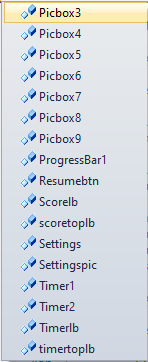 Picbox3
Picbox4
Picbox5
Picbox6
Picbox7
Picbox8
Picbox9
ProgressBar1
Resumebtn
Scorelb
scoretoplb
Settings
Settingspic
Timer1
Timer2
Timerlb
timertoplb